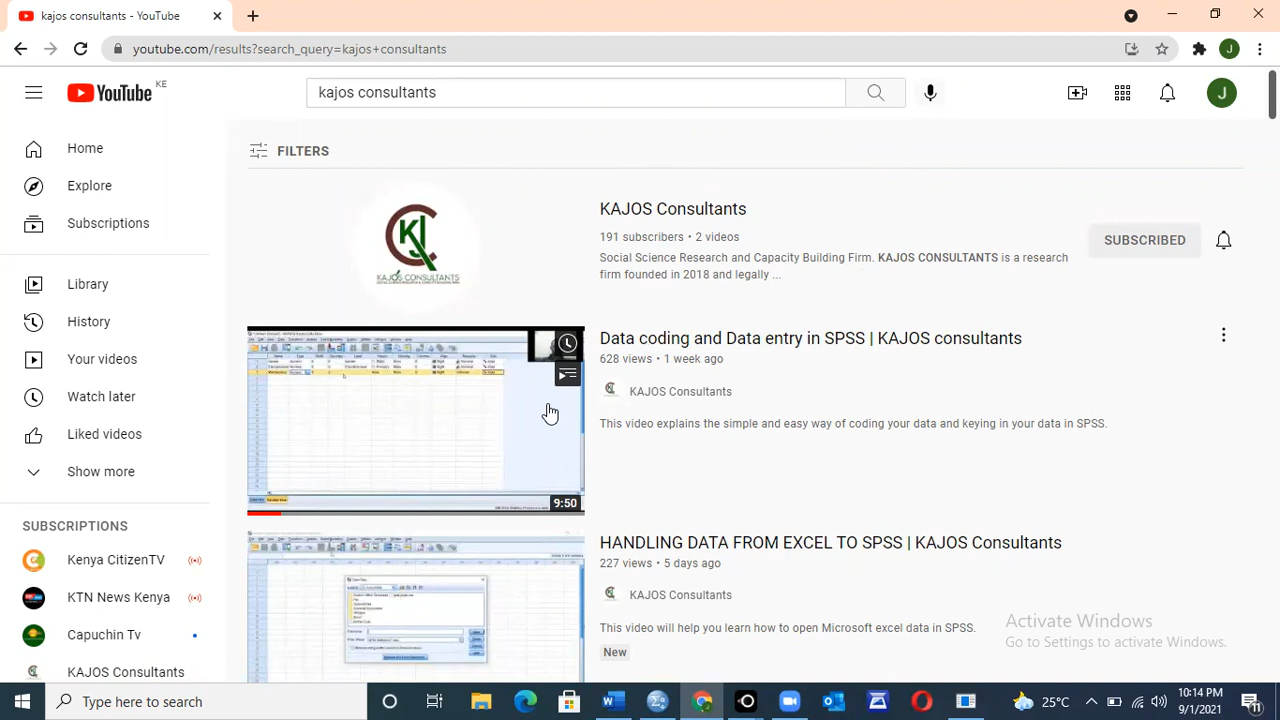 kajos consultants - YouTube
youtube.com/results?search_query=kajos+consultants
YouTube KE
kajos consultants
J
J
Home
Explore
Subscriptions
Library
History
Your videos
Watch later
Liked videos
Show more
SUBSCRIPTIONS
Kenya Citizen TV
KTN News Kenya
Capuchin Tv
KAJOS Consultants
FILTERS
KAJOS CONSULTANTS
KAJOS Consultants
191 subscribers • 2 videos
Social Science Research and Capacity Building Firm. KAJOS CONSULTANTS is a research
firm founded in 2018 and legally ...
SUBSCRIBED
9:50
Data coding and entry in SPSS | KAJOS consultants
628 views • 1 week ago
KAJOS Consultants
This video explains the simple and easy way of coding your data and keying in your data in SPSS.
HANDLING DATA FROM EXCEL TO SPSS | KAJOS Consultants
227 views • 5 days ago
KAJOS Consultants
The video will help you learn how to open Microsoft excel data in SPSS.
New
Activate Windows
Go to Settings to activate Windows.
Type here to search
25°C
10:14 PM
9/1/2021